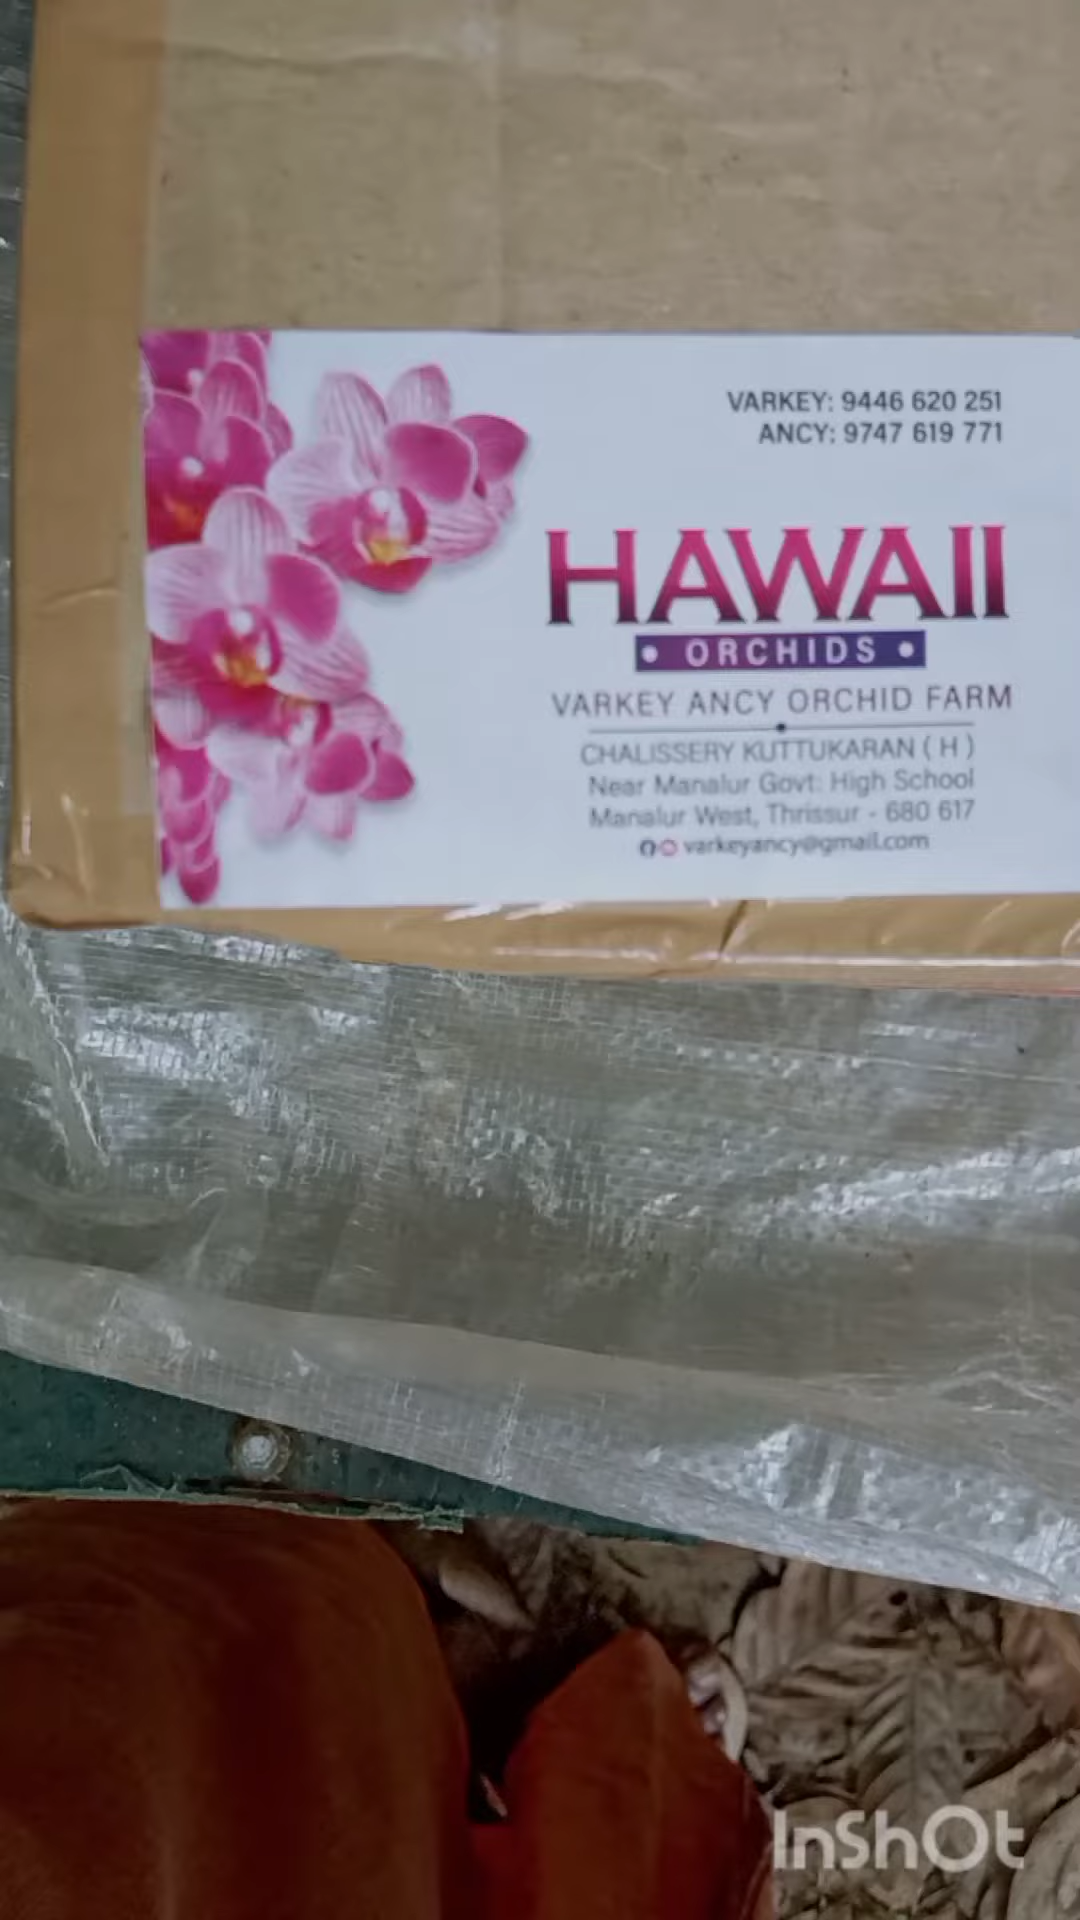 VARKEY: 9446 620 251
ANCY: 9747 619 771
HAWAII
• ORCHIDS •
VARKEY ANCY ORCHID FARM
CHALISSERY KUTTUKARAN ( H )
Near Manalur Govt: High School
Manalur West, Thrissur - 680 617
varkeyancy@gmail.com
InShOt